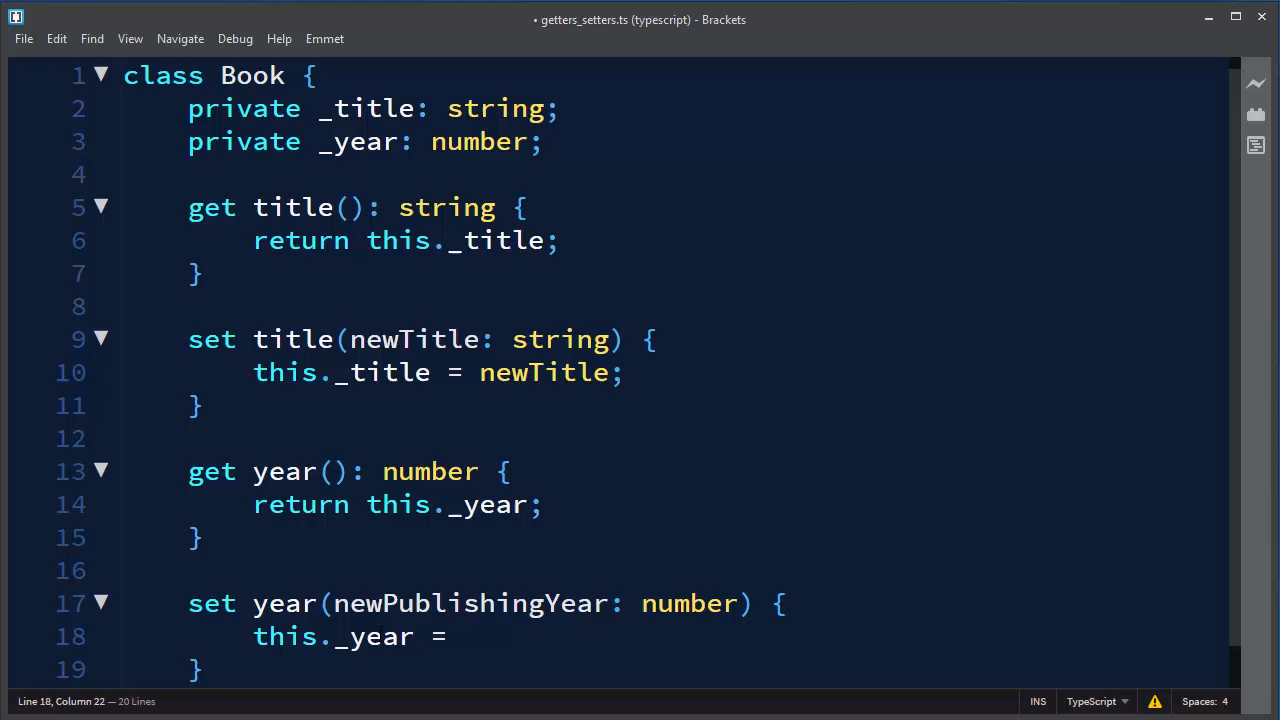 • getters_setters.ts (typescript) - Brackets
File Edit Find View Navigate Debug Help Emmet
1 class Book {
2 private _title: string;
3 private _year: number;
4
5 get title(): string {
6 return this._title;
7 }
8
9 set title(newTitle: string) {
10 this._title = newTitle;
11 }
12
13 get year(): number {
14 return this._year;
15 }
16
17 set year(newPublishingYear: number) {
18 this._year =
19 }
Line 18, Column 22 — 20 Lines INS TypeScript Spaces: 4